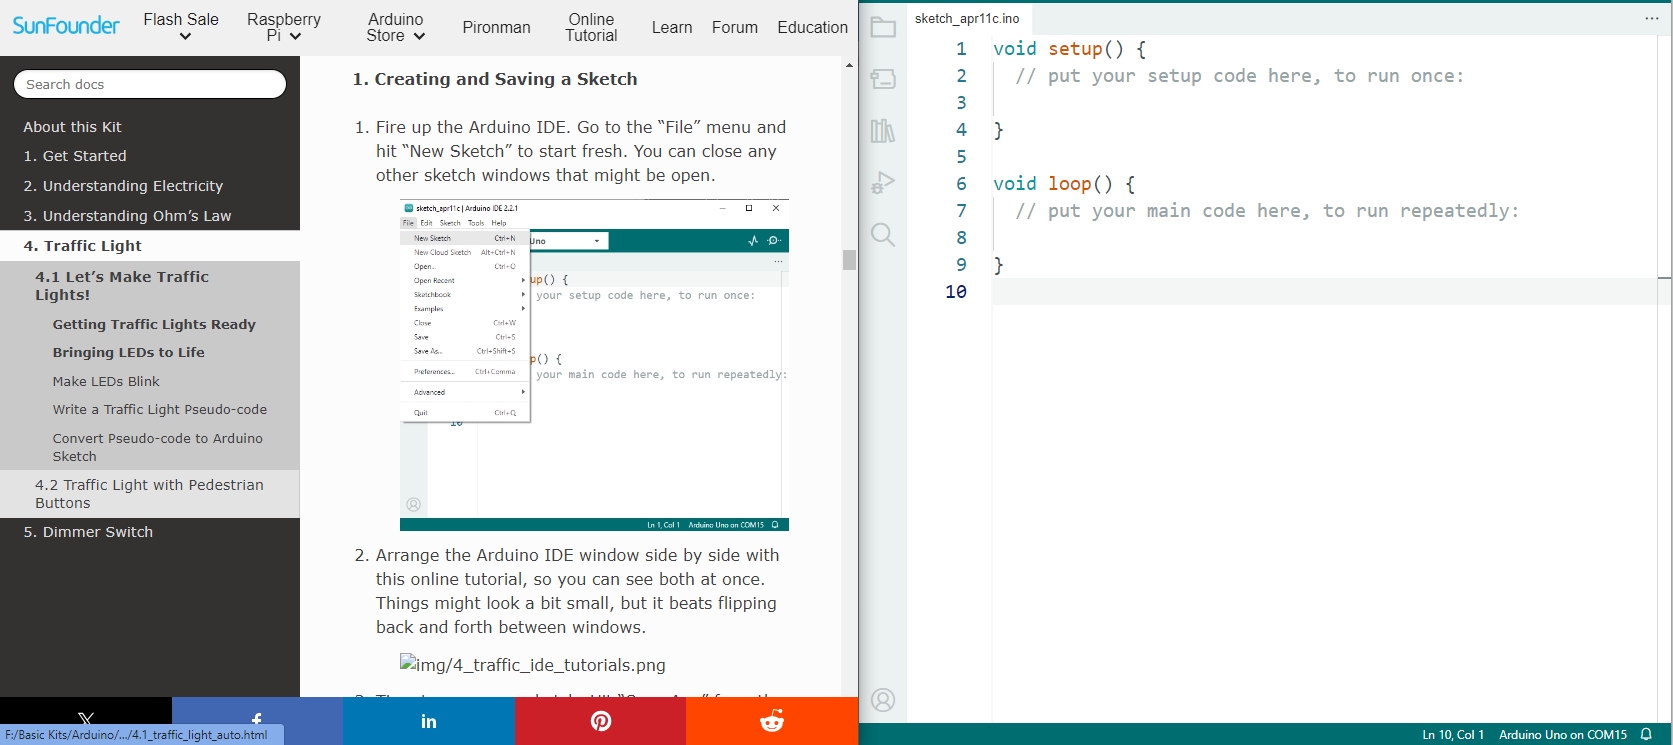 SunFounder
Flash Sale
Raspberry
Pi
Arduino
Store
Pironman
Online
Tutorial
Learn
Forum
Education
Search docs
About this Kit
1. Get Started
2. Understanding Electricity
3. Understanding Ohm's Law
4. Traffic Light
4.1 Let's Make Traffic
Lights!
Getting Traffic Lights Ready
Bringing LEDs to Life
Make LEDs Blink
Write a Traffic Light Pseudo-code
Convert Pseudo-code to Arduino
Sketch
4.2 Traffic Light with Pedestrian
Buttons
5. Dimmer Switch
1. Creating and Saving a Sketch
1. Fire up the Arduino IDE. Go to the “File” menu and
hit “New Sketch” to start fresh. You can close any
other sketch windows that might be open.
sketch_apr11c | Arduino IDE 2.2.1
File Edit Sketch Tools Help
New Sketch Ctrl+N
New Cloud Sketch Alt+Ctrl+N
Open... Ctrl+O
Open Recent
Sketchbook
Examples
Close Ctrl+W
Save Ctrl+S
Save As... Ctrl+Shift+S
Preferences... Ctrl+Comma
Advanced
Quit Ctrl+Q
Uno
up() {
your setup code here, to run once:
p() {
your main code here, to run repeatedly:
10
Ln 1, Col 1 Arduino Uno on COM15
2. Arrange the Arduino IDE window side by side with
this online tutorial, so you can see both at once.
Things might look a bit small, but it beats flipping
back and forth between windows.
img/4_traffic_ide_tutorials.png
F:/Basic Kits/Arduino/.../4.1_traffic_light_auto.html
sketch_apr11c.ino
...
1 void setup() {
2 // put your setup code here, to run once:
3
4 }
5
6 void loop() {
7 // put your main code here, to run repeatedly:
8
9 }
10
Ln 10, Col 1 Arduino Uno on COM15